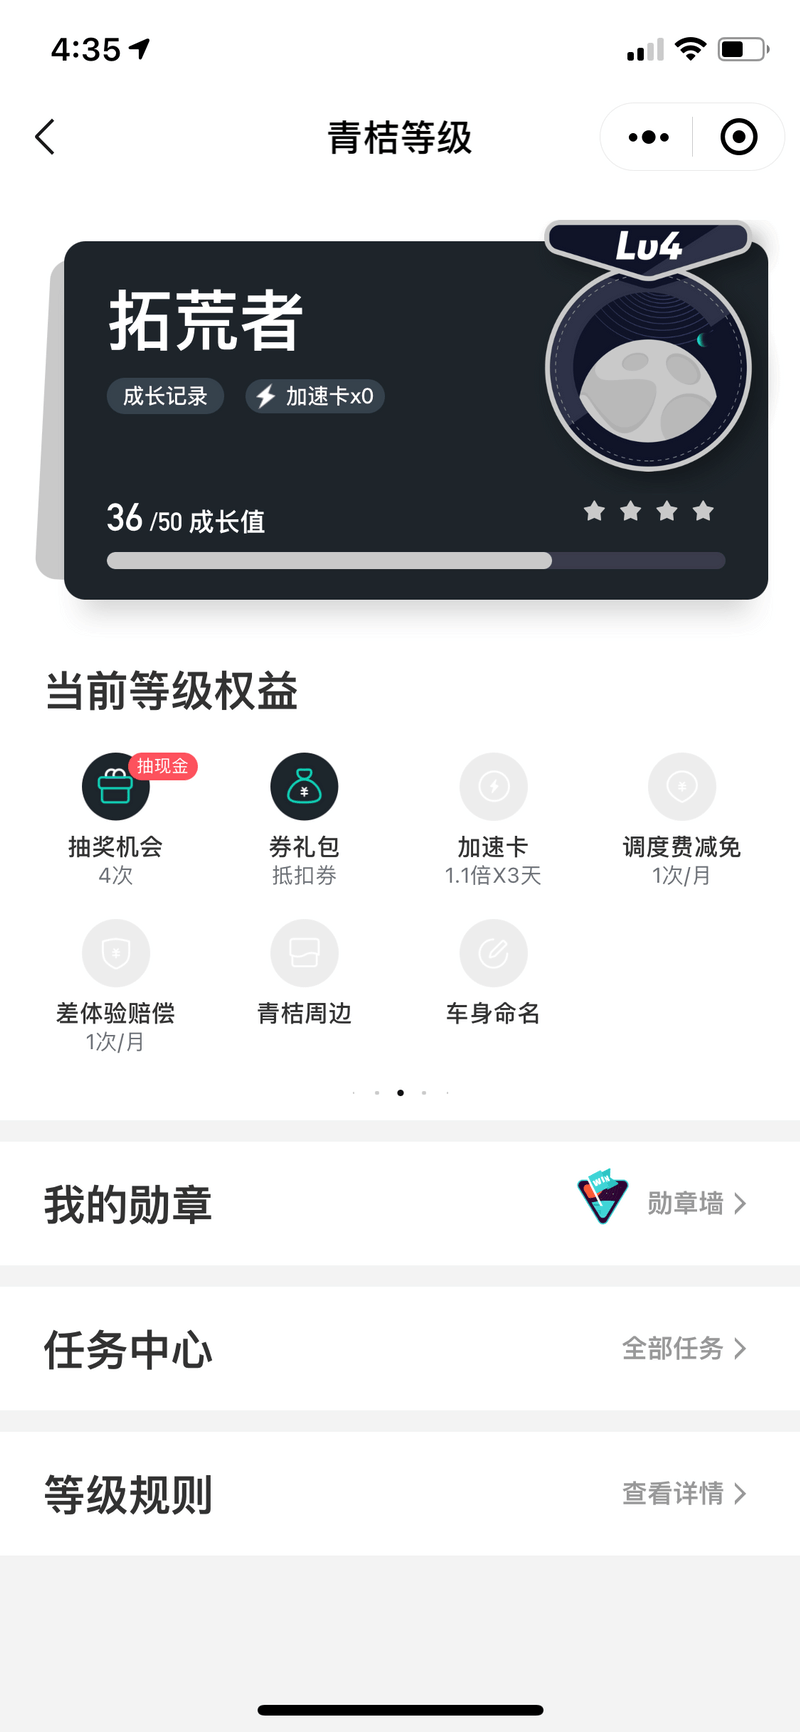 4:35
青桔等级
Lv4
拓荒者
成长记录
加速卡x0
36 /50 成长值
当前等级权益
抽现金
抽奖机会
4次
券礼包
抵扣券
加速卡
1.1倍X3天
调度费减免
1次/月
差体验赔偿
1次/月
青桔周边
车身命名
我的勋章
WIN
勋章墙
任务中心
全部任务
等级规则
查看详情